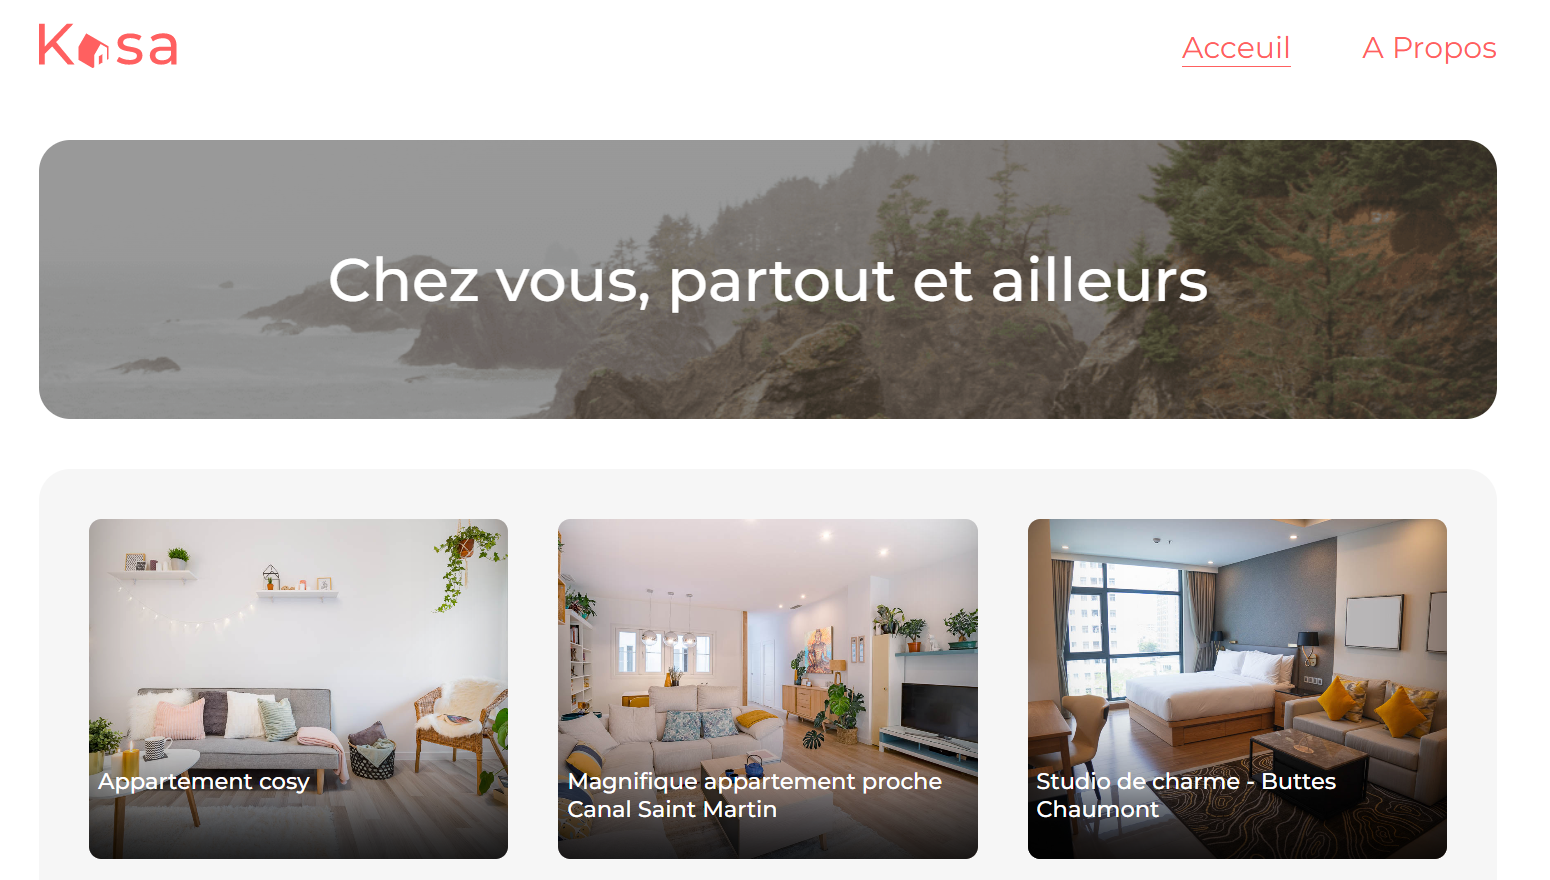 Kasa
Acceuil
A Propos
Chez vous, partout et ailleurs
Appartement cosy
Magnifique appartement proche
Canal Saint Martin
Studio de charme - Buttes
Chaumont